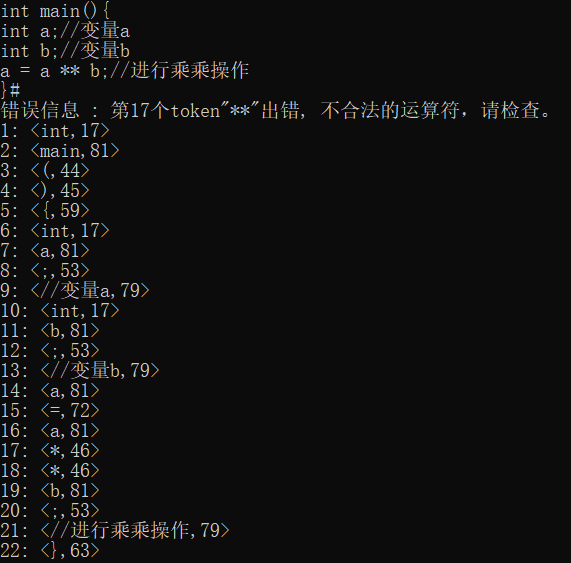 int main(){
int a;//变量a
int b;//变量b
a = a ** b;//进行乘乘操作
}#
错误信息 : 第17个token"**"出错, 不合法的运算符，请检查。
1: <int,17>
2: <main,81>
3: <(,44>
4: <),45>
5: <{,59>
6: <int,17>
7: <a,81>
8: <;,53>
9: <//变量a,79>
10: <int,17>
11: <b,81>
12: <;,53>
13: <//变量b,79>
14: <a,81>
15: <=,72>
16: <a,81>
17: <*,46>
18: <*,46>
19: <b,81>
20: <;,53>
21: <//进行乘乘操作,79>
22: <},63>